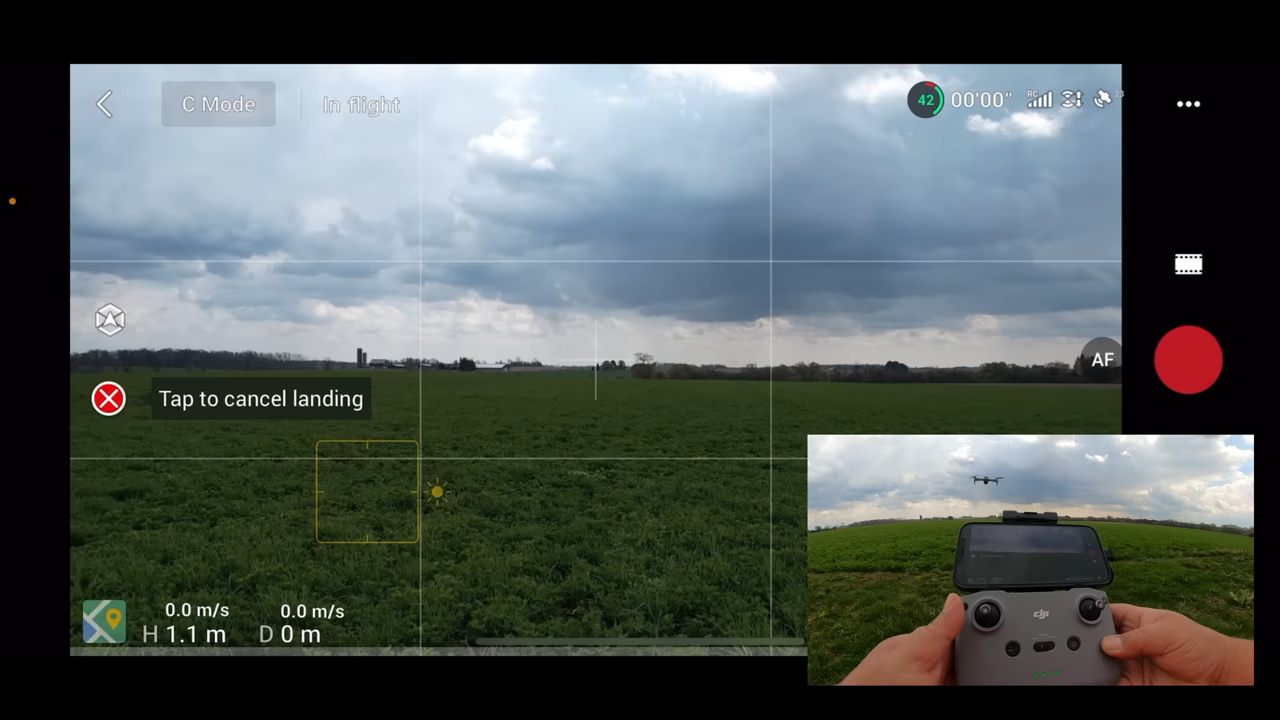 C Mode
In flight
42
00'00"
RC
23
AF
Tap to cancel landing
0.0 m/s
0.0 m/s
H 1.1 m
D 0 m
dji